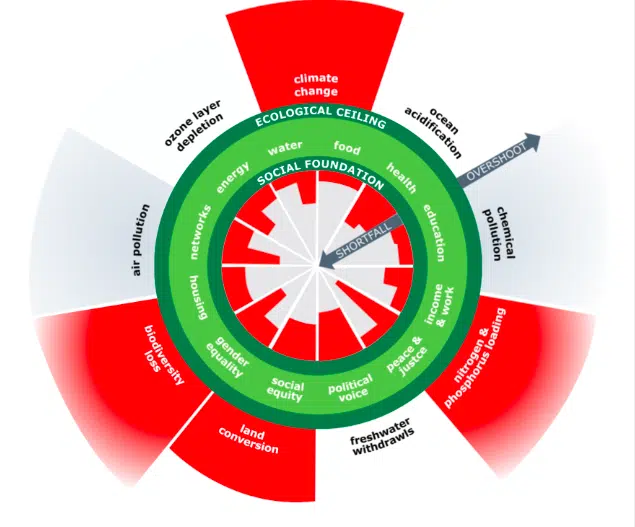 climate
change
ocean
acidification
OVERSHOOT
chemical
pollution
nitrogen &
phosphorus loading
freshwater
withdrawls
land
conversion
biodiversity
loss
air pollution
ozone layer
depletion
ECOLOGICAL CEILING
water
food
health
education
income
& work
peace &
justce
political
voice
social
equity
gender
equality
housing
networks
energy
SOCIAL FOUNDATION
SHORTFALL